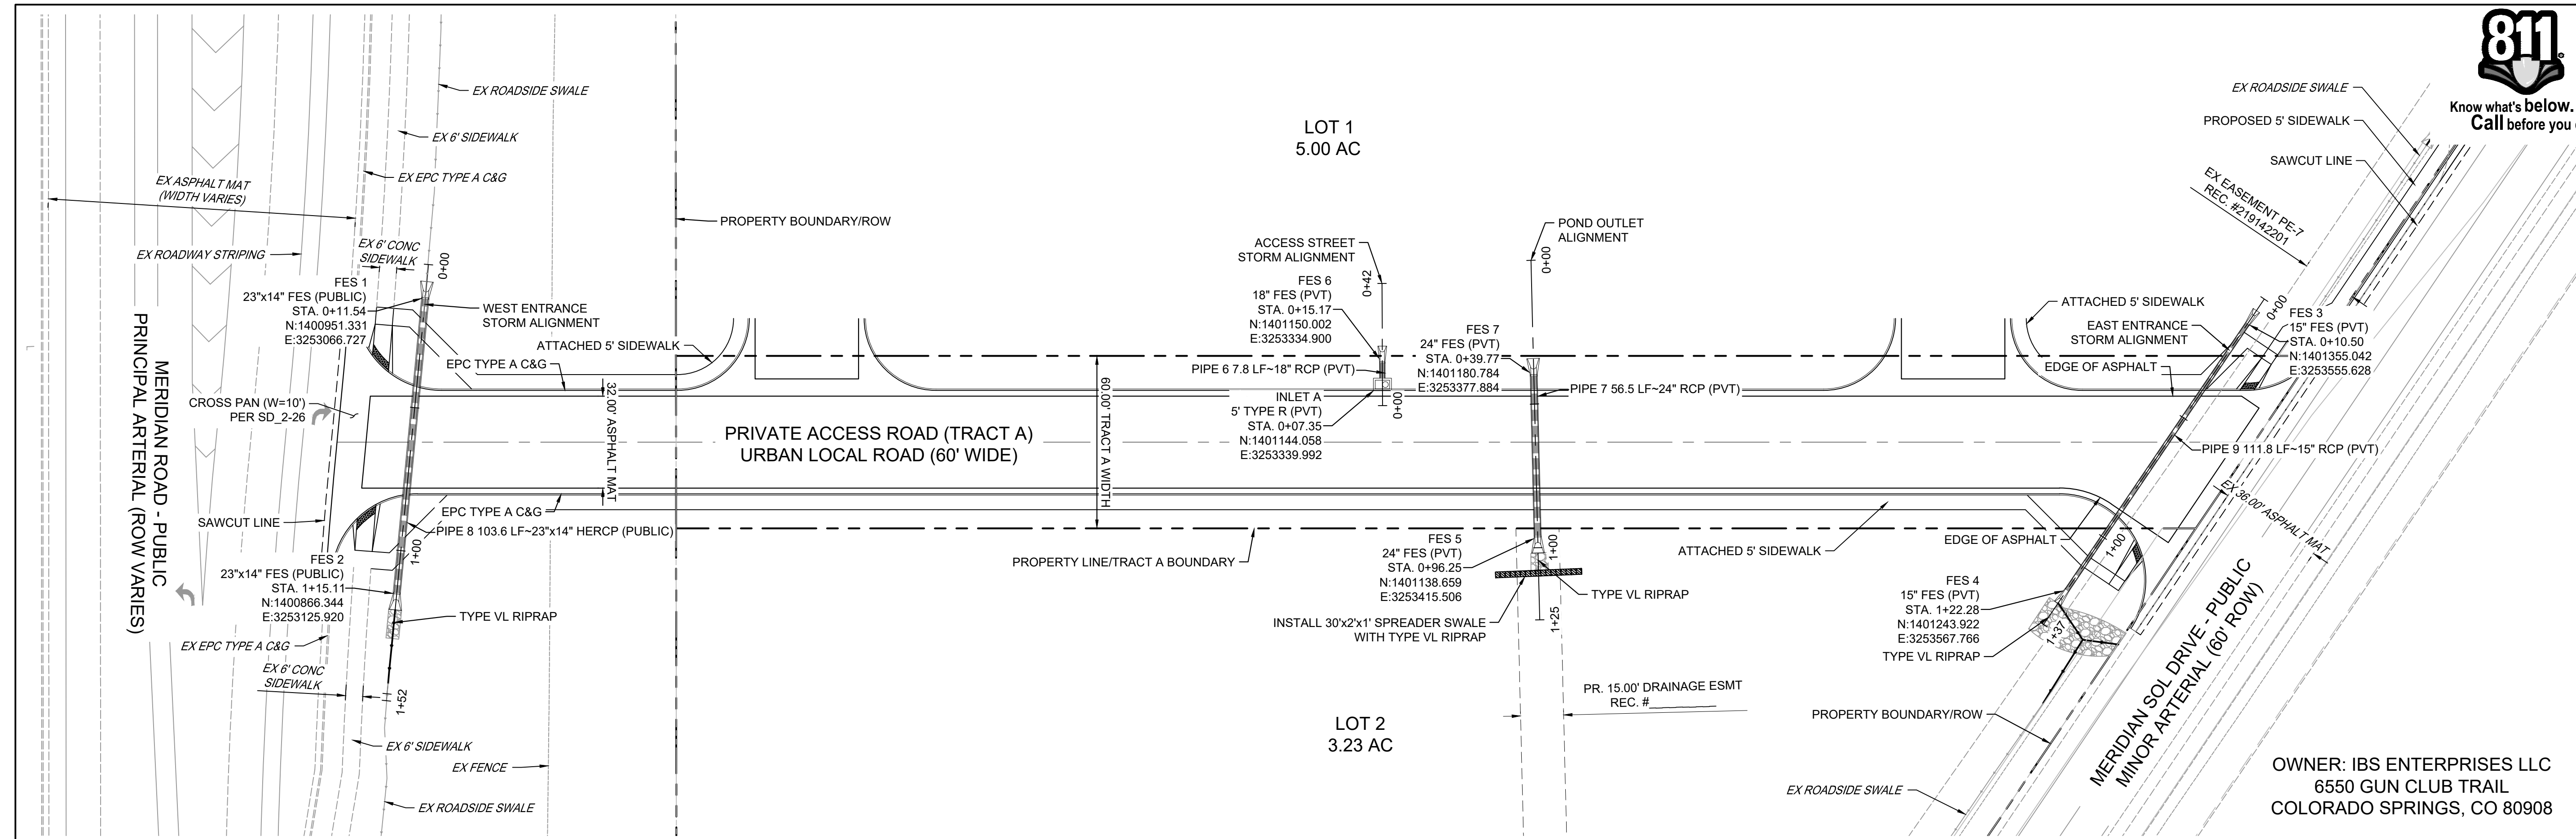 811
Know what's below.
Call before you
EX ROADSIDE SWALE
EX 6' SIDEWALK
EX EPC TYPE A C&G
EX ASPHALT MAT
(WIDTH VARIES)
EX ROADWAY STRIPING
EX 6' CONC
SIDEWALK
PROPERTY BOUNDARY/ROW
0+00
FES 1
23"x14" FES (PUBLIC)
STA. 0+11.54
N:1400951.331
E:3253066.727
WEST ENTRANCE
STORM ALIGNMENT
ATTACHED 5' SIDEWALK
EPC TYPE A C&G
CROSS PAN (W=10')
PER SD_2-26
32.00' ASPHALT MAT
MERIDIAN ROAD - PUBLIC
PRINCIPAL ARTERIAL (ROW VARIES)
SAWCUT LINE
EPC TYPE A C&G
PIPE 8 103.6 LF~23"x14" HERCP (PUBLIC)
1+00
FES 2
23"x14" FES (PUBLIC)
STA. 1+15.11
N:1400866.344
E:3253125.920
TYPE VL RIPRAP
EX EPC TYPE A C&G
EX 6' CONC
SIDEWALK
1+52
EX 6' SIDEWALK
EX FENCE
EX ROADSIDE SWALE
LOT 1
5.00 AC
PRIVATE ACCESS ROAD (TRACT A)
URBAN LOCAL ROAD (60' WIDE)
60.00' TRACT A WIDTH
ACCESS STREET
STORM ALIGNMENT
0+42
FES 6
18" FES (PVT)
STA. 0+15.17
N:1401150.002
E:3253334.900
PIPE 6 7.8 LF~18" RCP (PVT)
INLET A
5' TYPE R (PVT)
STA. 0+07.35
N:1401144.058
E:3253339.992
0+00
POND OUTLET
ALIGNMENT
0+00
FES 7
24" FES (PVT)
STA. 0+39.77
N:1401180.784
E:3253377.884
PIPE 7 56.5 LF~24" RCP (PVT)
PROPERTY LINE/TRACT A BOUNDARY
FES 5
24" FES (PVT)
STA. 0+96.25
N:1401138.659
E:3253415.506
1+00
TYPE VL RIPRAP
INSTALL 30'x2'x1' SPREADER SWALE
WITH TYPE VL RIPRAP
1+25
ATTACHED 5' SIDEWALK
PR. 15.00' DRAINAGE ESMT
REC. #__________
LOT 2
3.23 AC
EX ROADSIDE SWALE
PROPOSED 5' SIDEWALK
SAWCUT LINE
EX EASEMENT PE-7
REC. #219142201
ATTACHED 5' SIDEWALK
EAST ENTRANCE
STORM ALIGNMENT
EDGE OF ASPHALT
0+00
FES 3
15" FES (PVT)
STA. 0+10.50
N:1401355.042
E:3253555.628
PIPE 9 111.8 LF~15" RCP (PVT)
EX 36.00' ASPHALT MAT
EDGE OF ASPHALT
1+00
FES 4
15" FES (PVT)
STA. 1+22.28
N:1401243.922
E:3253567.766
TYPE VL RIPRAP
1+37
PROPERTY BOUNDARY/ROW
EX ROADSIDE SWALE
MERIDIAN SOL DRIVE - PUBLIC
MINOR ARTERIAL (60' ROW)
OWNER: IBS ENTERPRISES LLC
6550 GUN CLUB TRAIL
COLORADO SPRINGS, CO 80908